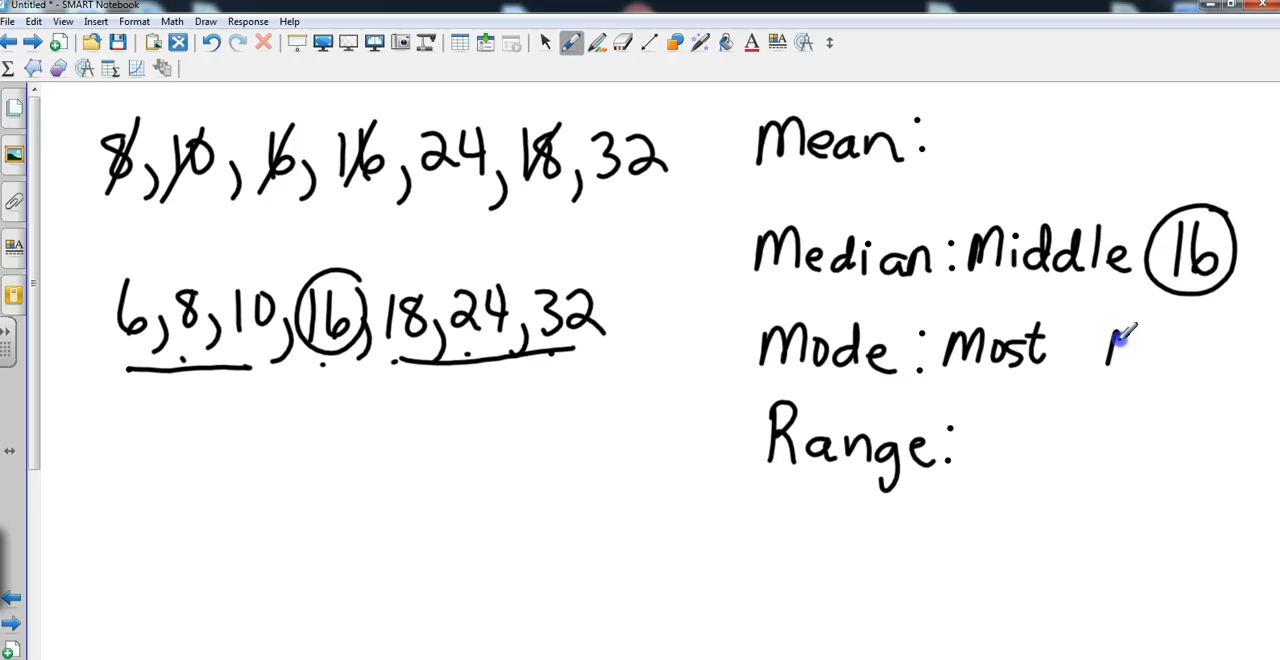 Untitled * - SMART Notebook
File Edit View Insert Format Math Draw Response Help
8, 10, 6, 16, 24, 18, 32
Mean:
Median: Middle 16
6, 8, 10, 16, 18, 24, 32
Mode: Most
Range: